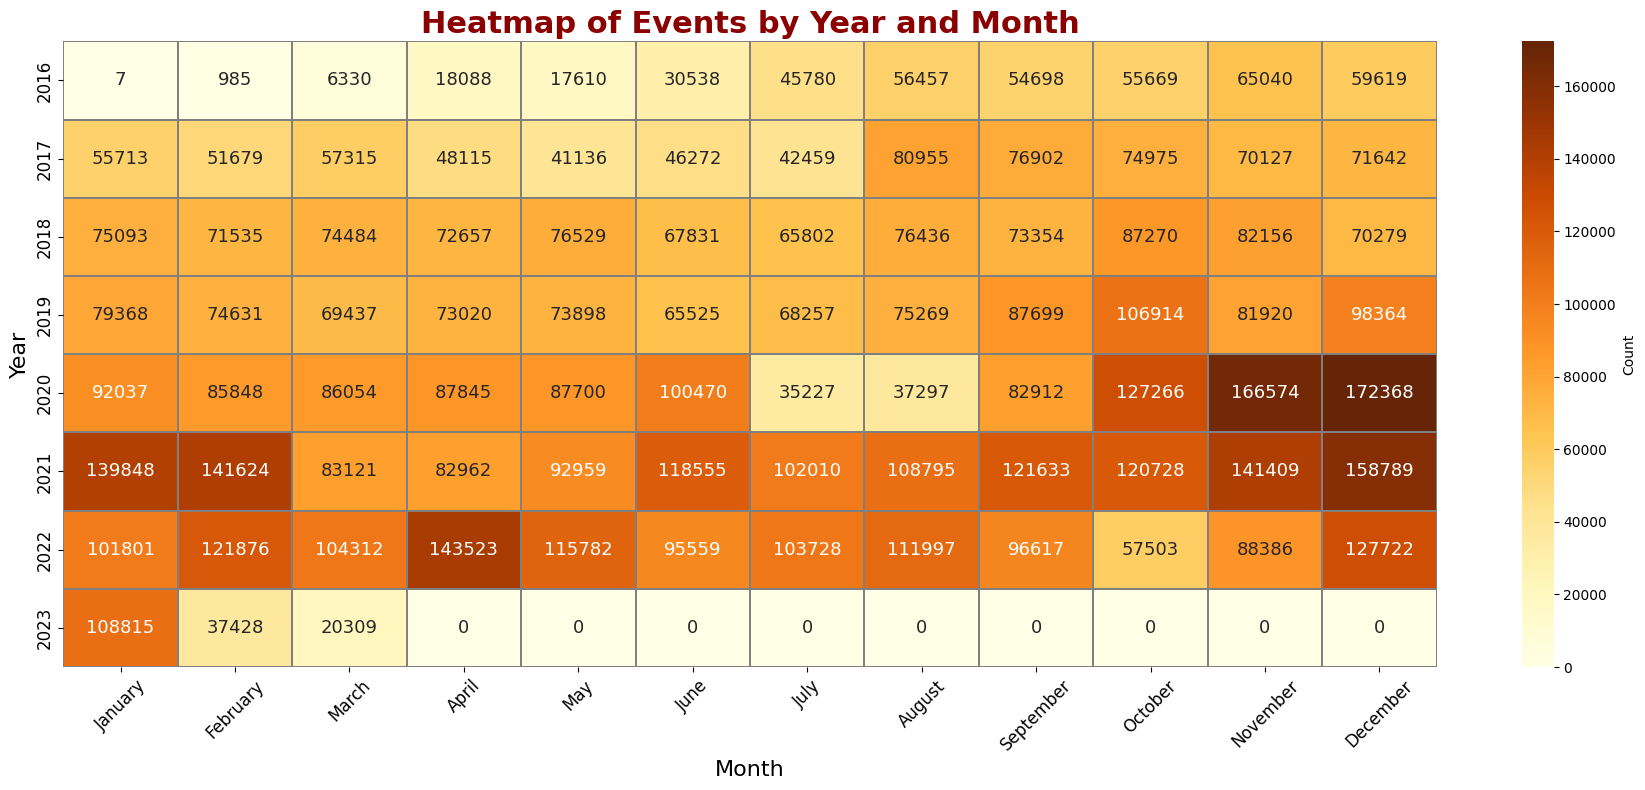 Heatmap of Events by Year and Month
2016 7 985 6330 18088 17610 30538 45780 56457 54698 55669 65040 59619
2017 55713 51679 57315 48115 41136 46272 42459 80955 76902 74975 70127 71642
2018 75093 71535 74484 72657 76529 67831 65802 76436 73354 87270 82156 70279
2019 79368 74631 69437 73020 73898 65525 68257 75269 87699 106914 81920 98364
2020 92037 85848 86054 87845 87700 100470 35227 37297 82912 127266 166574 172368
2021 139848 141624 83121 82962 92959 118555 102010 108795 121633 120728 141409 158789
2022 101801 121876 104312 143523 115782 95559 103728 111997 96617 57503 88386 127722
2023 108815 37428 20309 0 0 0 0 0 0 0 0 0
Year
January February March April May June July August September October November December
Month
160000
140000
120000
100000
80000
60000
40000
20000
0
Count